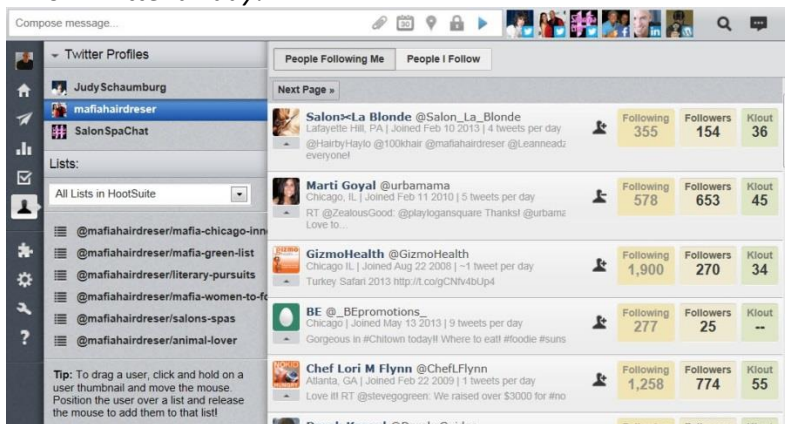 Compose message...
30
Twitter Profiles
JudySchaumburg
mafiahairdreser
SalonSpaChat
Lists:
All Lists in HootSuite
@mafiahairdreser/mafia-chicago-inn
@mafiahairdreser/mafia-green-list
@mafiahairdreser/literary-pursuits
@mafiahairdreser/mafia-women-to-fo
@mafiahairdreser/salons-spas
@mafiahairdreser/animal-lover
Tip: To drag a user, click and hold on a
user thumbnail and move the mouse.
Position the user over a list and release
the mouse to add them to that list!
People Following Me
People I Follow
Next Page »
Salon><La Blonde @Salon_La_Blonde
Lafayette Hill, PA | Joined Feb 10 2013 | 4 tweets per day
@HairbyHaylo @100khair @mafiahairdreser @Leanneadz
everyone!
Following Followers Klout
355 154 36
Marti Goyal @urbamama
Chicago, IL | Joined Feb 11 2010 | 5 tweets per day
RT @ZealousGood: @playlogansquare Thanks! @urbama
Love to...
Following Followers Klout
578 653 45
GizmoHealth @GizmoHealth
Chicago IL | Joined Aug 22 2008 | ~1 tweet per day
Turkey Safari 2013 http://t.co/gCNfv4bUp4
Following Followers Klout
1,900 270 34
BE @_BEpromotions_
Chicago | Joined May 13 2013 | 9 tweets per day
Gorgeous in #Chitown today!! Where to eat! #foodie #suns
Following Followers Klout
277 25 --
Chef Lori M Flynn @ChefLFlynn
Atlanta, GA | Joined Feb 22 2009 | 1 tweets per day
Love it! RT @stevegogreen: We raised over $3000 for #no
Following Followers Klout
1,258 774 55